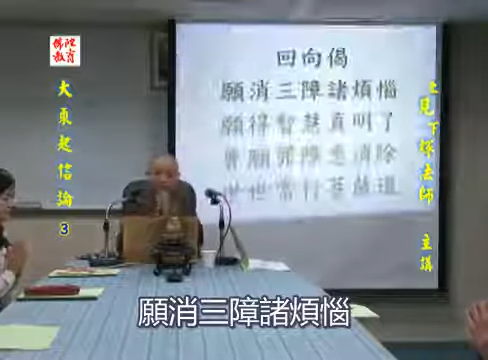 佛陀
教育
大乘起信論
3
回向偈
願消三障諸煩惱
願得智慧真明了
普願罪障悉消除
世世常行菩薩道
上見下輝法師 主講
願消三障諸煩惱